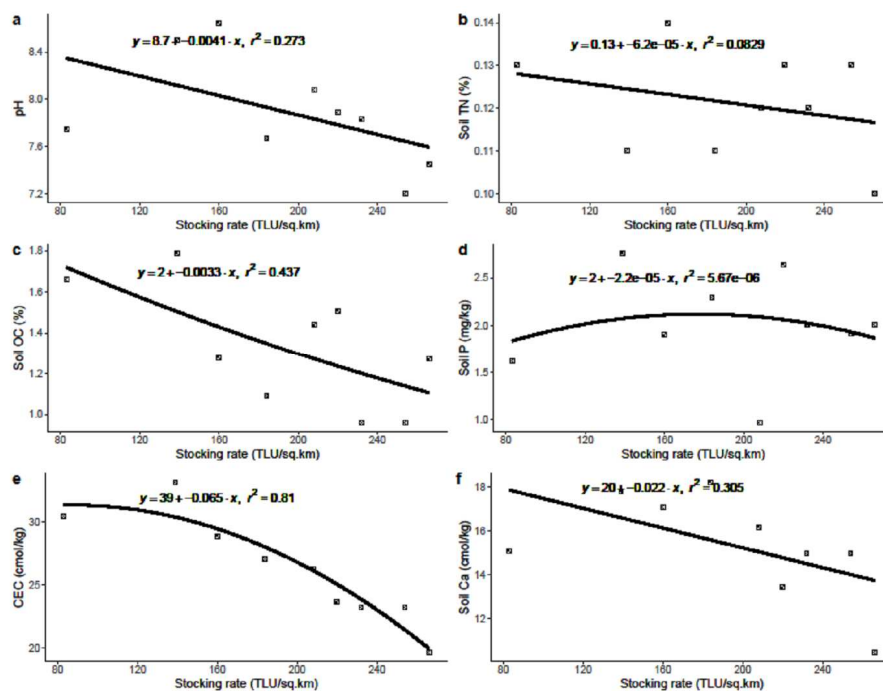 a
y = 8.7 + −0.0041 · x, r² = 0.273
pH
8.4
8.0
7.6
7.2
80 120 160 200 240
Stocking rate (TLU/sq.km)
b
y = 0.13 + −6.2e−05 · x, r² = 0.0829
Soil TN (%)
0.14
0.13
0.12
0.11
0.10
80 120 160 200 240
Stocking rate (TLU/sq.km)
c
y = 2 + −0.0033 · x, r² = 0.437
Soil OC (%)
1.8
1.6
1.4
1.2
1.0
80 120 160 200 240
Stocking rate (TLU/sq.km)
d
y = 2 + −2.2e−05 · x, r² = 5.67e−06
Soil P (mg/kg)
2.5
2.0
1.5
1.0
80 120 160 200 240
Stocking rate (TLU/sq.km)
e
y = 39 + −0.065 · x, r² = 0.81
CEC (cmol/kg)
30
25
20
80 120 160 200 240
Stocking rate (TLU/sq.km)
f
y = 20 + −0.022 · x, r² = 0.305
Soil Ca (cmol/kg)
18
16
14
12
80 120 160 200 240
Stocking rate (TLU/sq.km)